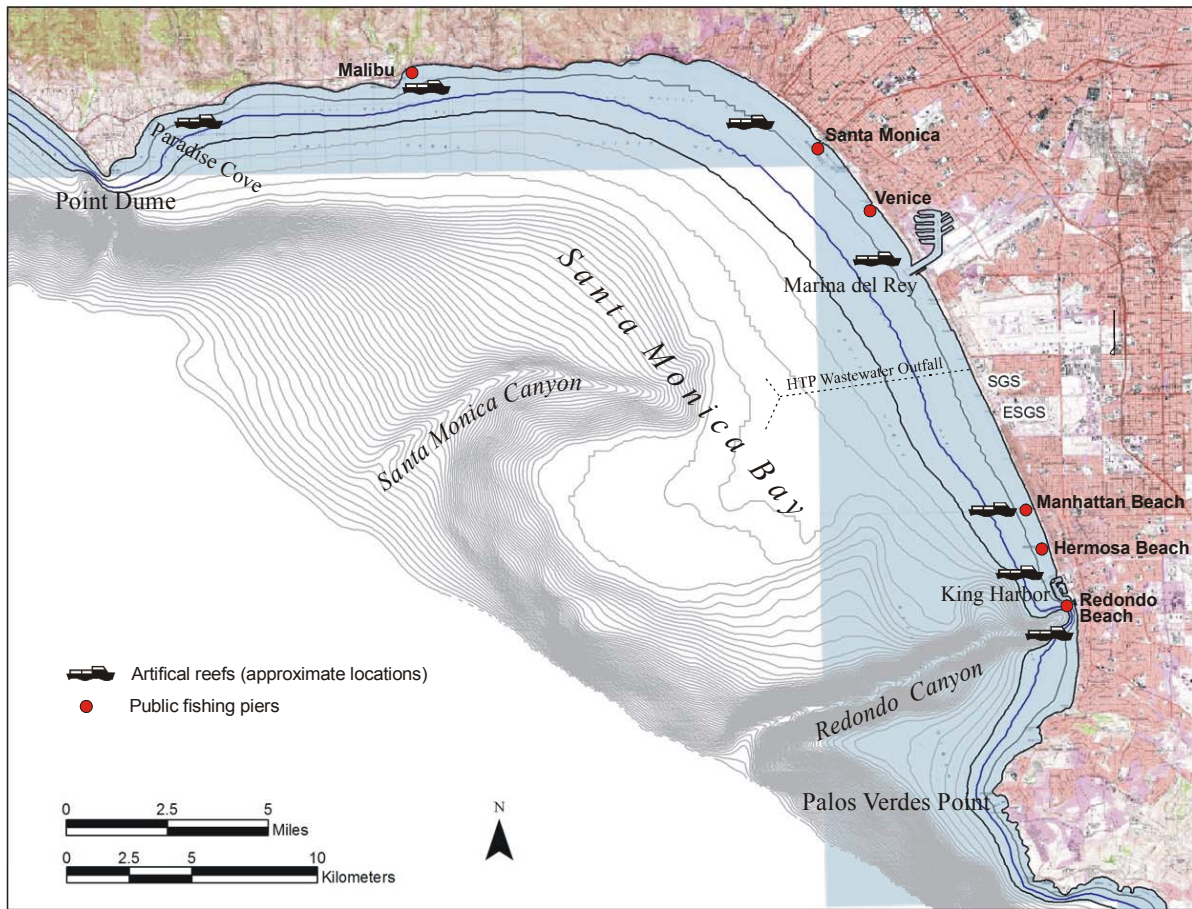 Malibu
Santa Monica
Paradise Cove
Point Dume
Venice
Marina del Rey
Santa Monica Bay
HTP Wastewater Outfall
SGS
ESGS
Santa Monica Canyon
Manhattan Beach
Hermosa Beach
King Harbor
Redondo
Beach
Redondo Canyon
Artifical reefs (approximate locations)
Public fishing piers
Palos Verdes Point
0 2.5 5
Miles
N
0 2.5 5 10
Kilometers